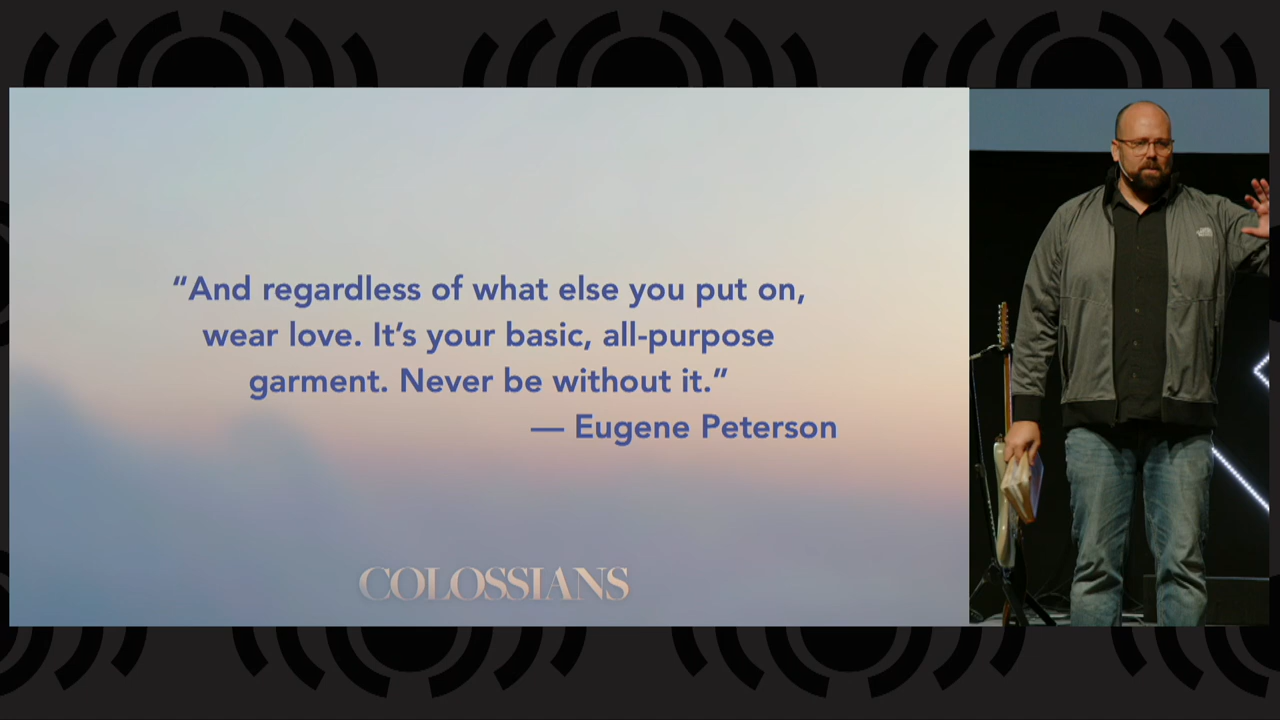 “And regardless of what else you put on,
wear love. It’s your basic, all-purpose
garment. Never be without it.”
— Eugene Peterson
COLOSSIANS